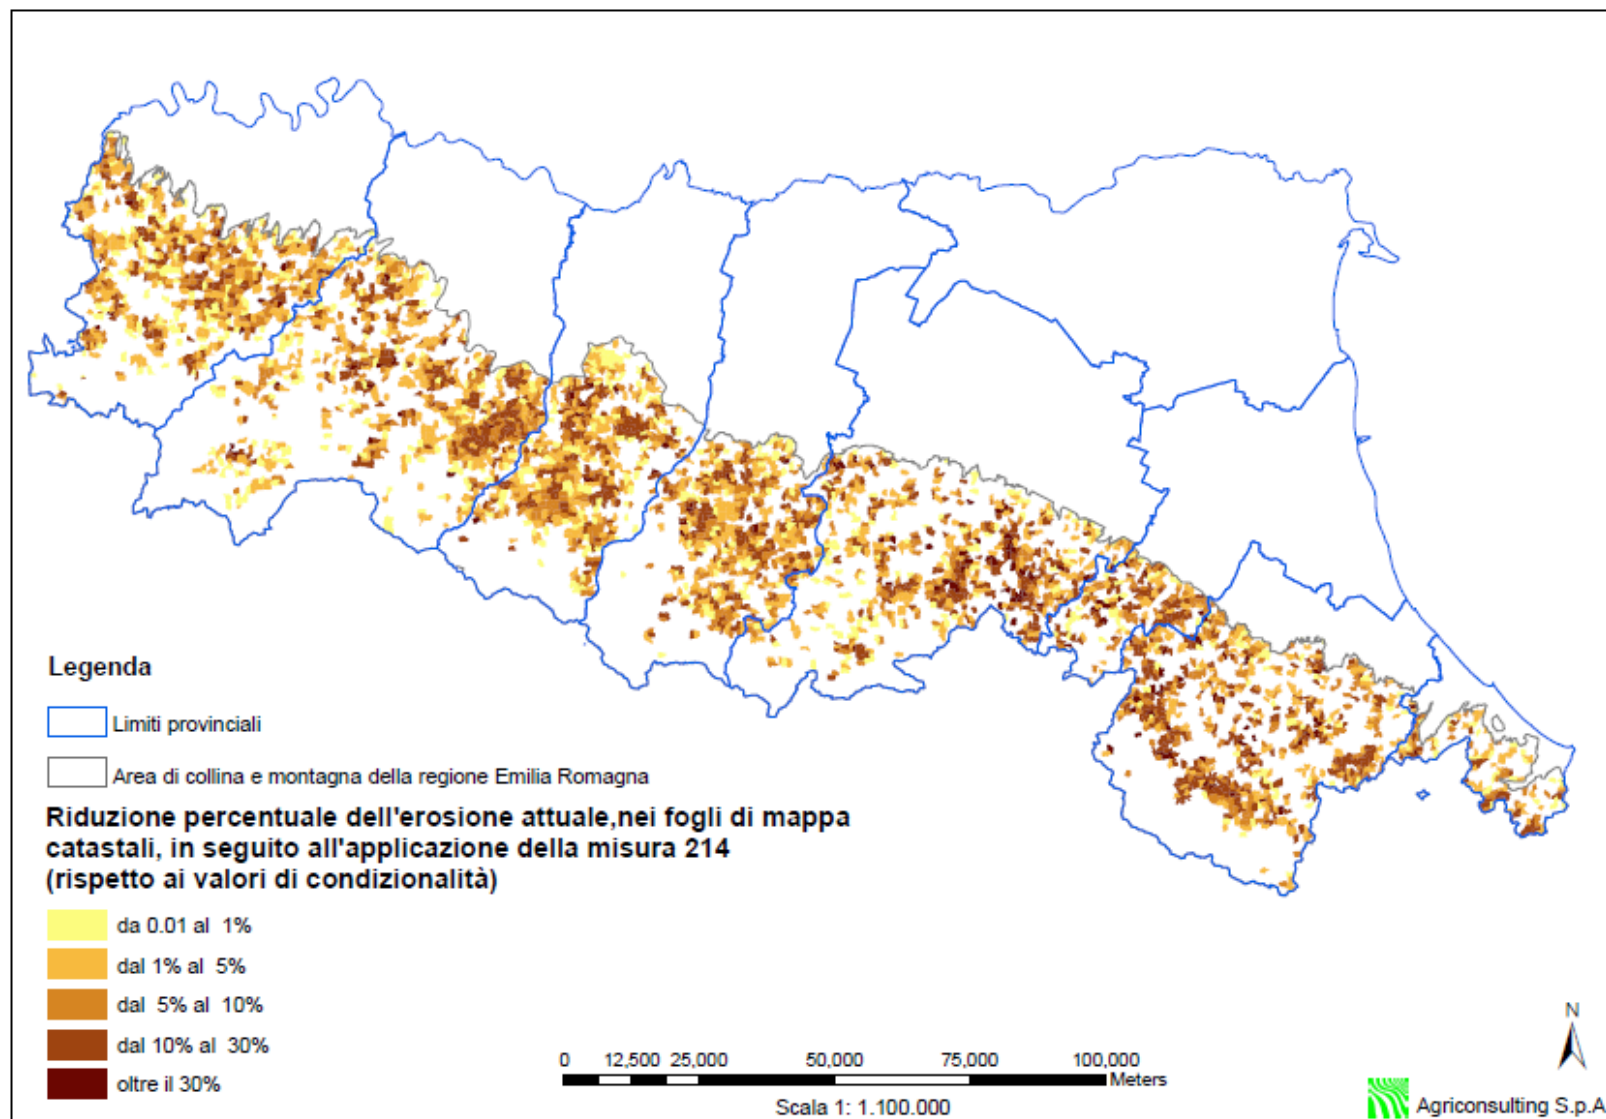 Legenda
Limiti provinciali
Area di collina e montagna della regione Emilia Romagna
Riduzione percentuale dell'erosione attuale,nei fogli di mappa
catastali, in seguito all'applicazione della misura 214
(rispetto ai valori di condizionalità)
da 0.01 al 1%
dal 1% al 5%
dal 5% al 10%
dal 10% al 30%
oltre il 30%
0 12,500 25,000 50,000 75,000 100,000
Meters
Scala 1: 1.100.000
N
Agriconsulting S.p.A